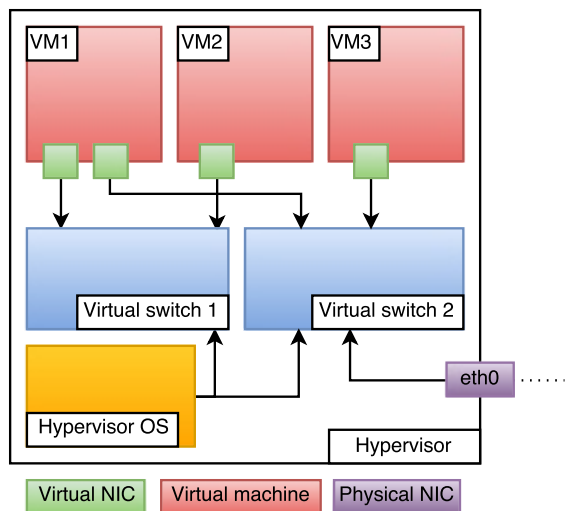 VM1
VM2
VM3
Virtual switch 1
Virtual switch 2
eth0
Hypervisor OS
Hypervisor
Virtual NIC
Virtual machine
Physical NIC